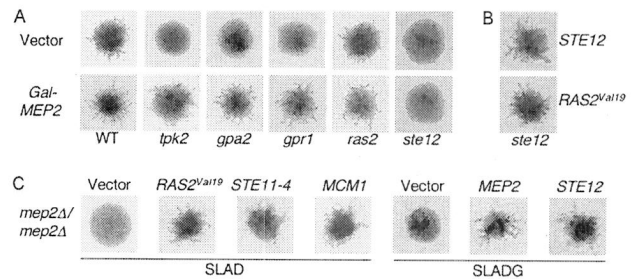 A
B
Vector
STE12
Gal-
MEP2
RAS2Val19
WT tpk2 gpa2 gpr1 ras2 ste12
ste12
C
Vector RAS2Val19 STE11-4 MCM1 Vector MEP2 STE12
mep2Δ/
mep2Δ
SLAD SLADG